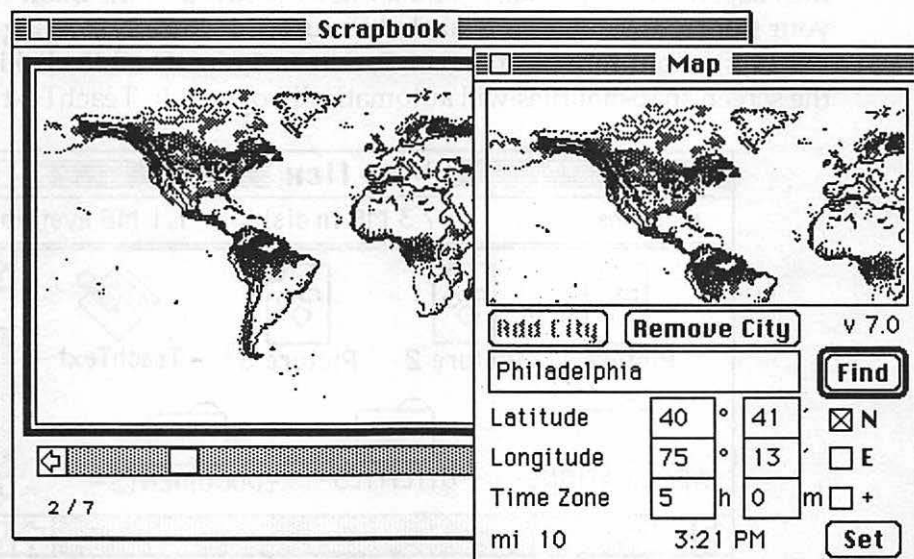 Scrapbook
Map
Add City
Remove City
v 7.0
Philadelphia
Find
Latitude 40 ° 41 ´ N
Longitude 75 ° 13 ´ E
Time Zone 5 h 0 m +
2 / 7
mi 10 3:21 PM Set